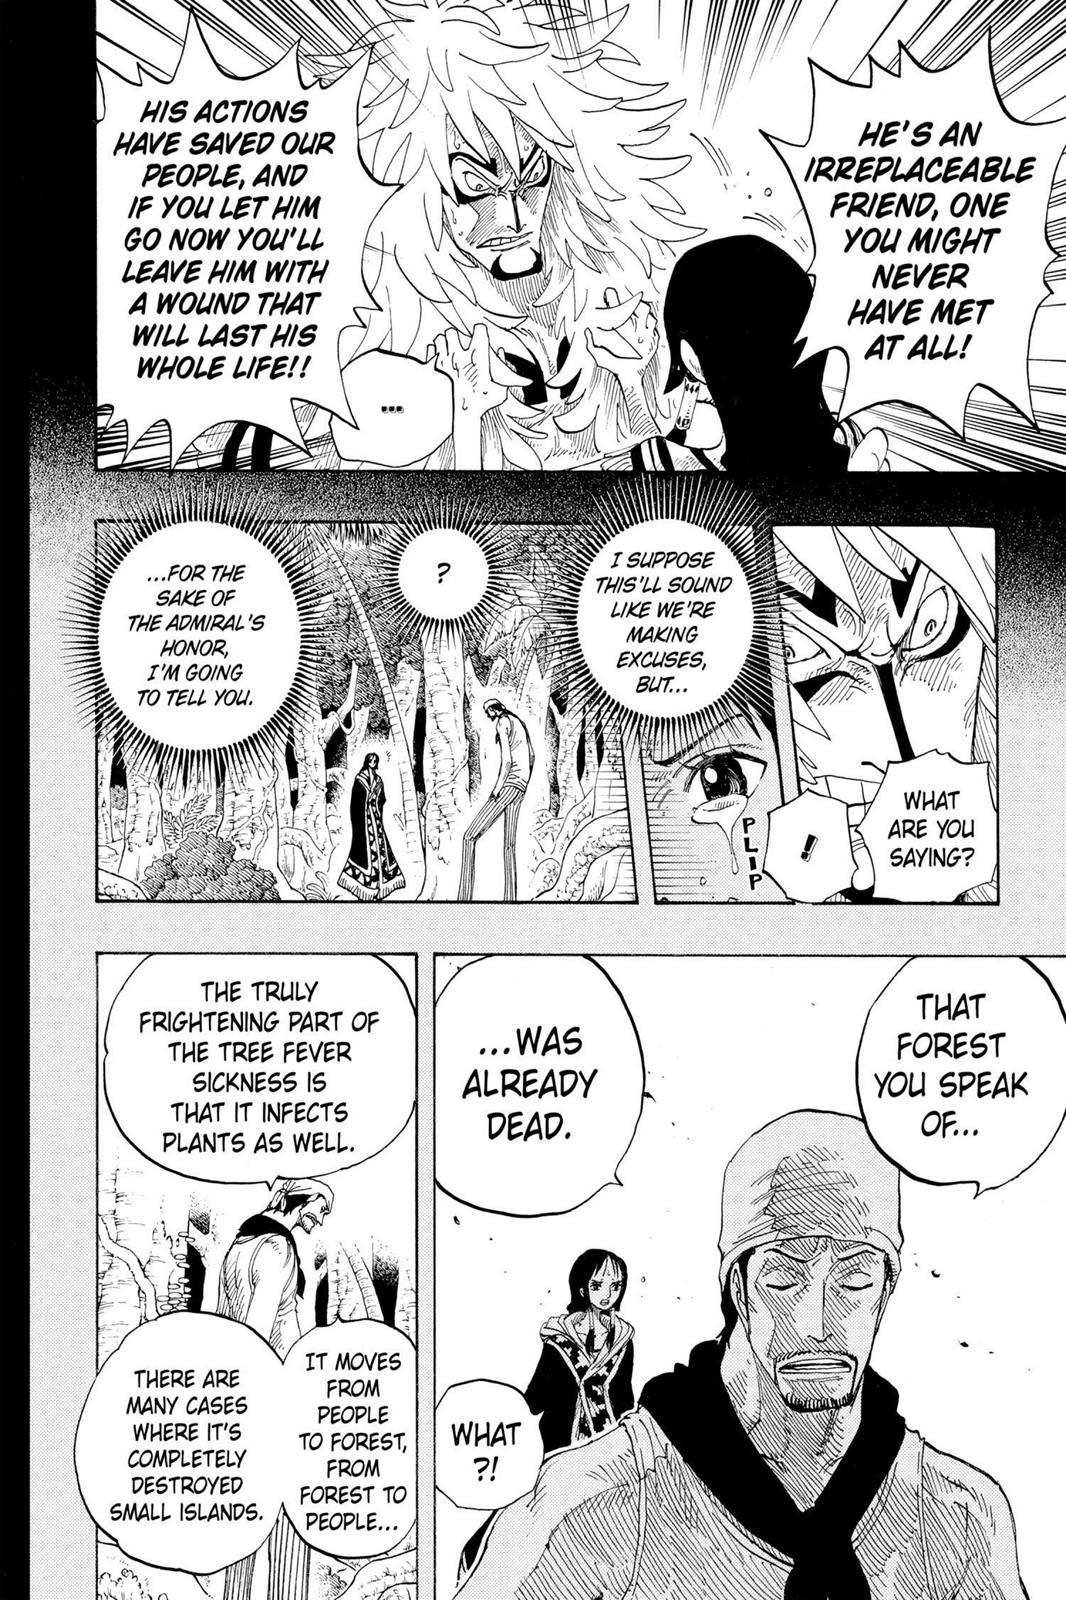 HE'S AN
IRREPLACEABLE
FRIEND, ONE
YOU MIGHT
NEVER
HAVE MET
AT ALL!
HIS ACTIONS
HAVE SAVED OUR
PEOPLE, AND
IF YOU LET HIM
GO NOW YOU'LL
LEAVE HIM WITH
A WOUND THAT
WILL LAST HIS
WHOLE LIFE!!
...
WHAT
ARE YOU
SAYING?
!
PLIP
I SUPPOSE
THIS'LL SOUND
LIKE WE'RE
MAKING
EXCUSES,
BUT...
?
...FOR THE
SAKE OF
THE ADMIRAL'S
HONOR,
I'M GOING
TO TELL YOU.
THAT
FOREST
YOU SPEAK
OF...
...WAS
ALREADY
DEAD.
WHAT
?!
THE TRULY
FRIGHTENING PART OF
THE TREE FEVER
SICKNESS IS
THAT IT INFECTS
PLANTS AS WELL.
IT MOVES
FROM
PEOPLE
TO FOREST,
FROM
FOREST TO
PEOPLE...
THERE ARE
MANY CASES
WHERE IT'S
COMPLETELY
DESTROYED
SMALL ISLANDS.